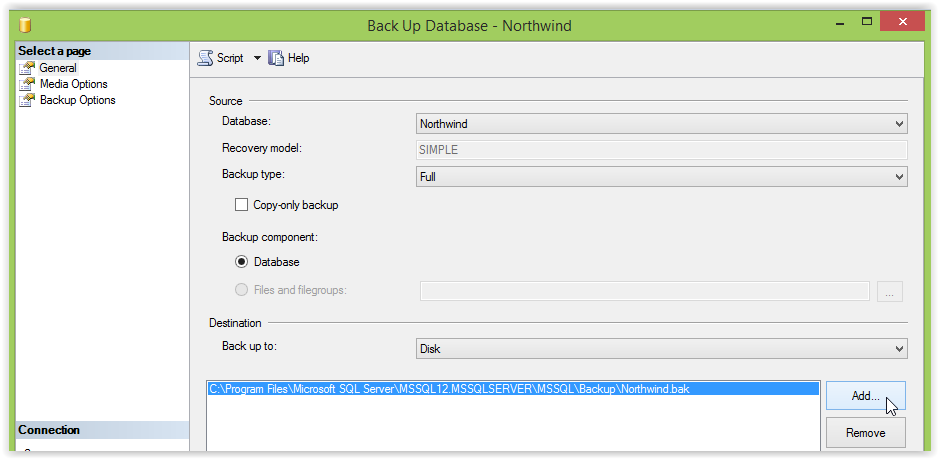 Back Up Database - Northwind
Select a page
General
Media Options
Backup Options
Script
Help
Source
Database:
Northwind
Recovery model:
SIMPLE
Backup type:
Full
Copy-only backup
Backup component:
Database
Files and filegroups:
...
Destination
Back up to:
Disk
C:\Program Files\Microsoft SQL Server\MSSQL12.MSSQLSERVER\MSSQL\Backup\Northwind.bak
Add...
Remove
Connection